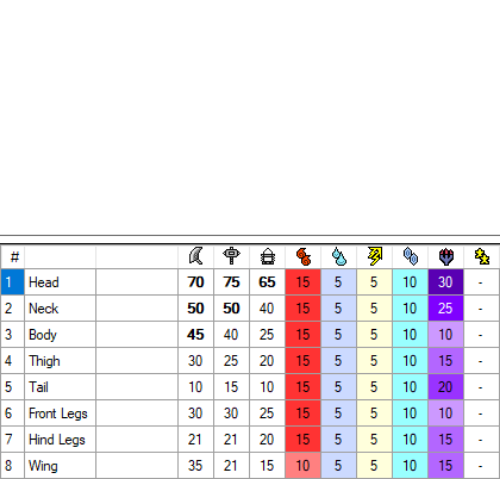 #
1 Head 70 75 65 15 5 5 10 30 -
2 Neck 50 50 40 15 5 5 10 25 -
3 Body 45 40 25 15 5 5 10 10 -
4 Thigh 30 25 20 15 5 5 10 15 -
5 Tail 10 15 10 15 5 5 10 20 -
6 Front Legs 30 30 25 15 5 5 10 10 -
7 Hind Legs 21 21 20 15 5 5 10 15 -
8 Wing 35 21 15 10 5 5 10 15 -